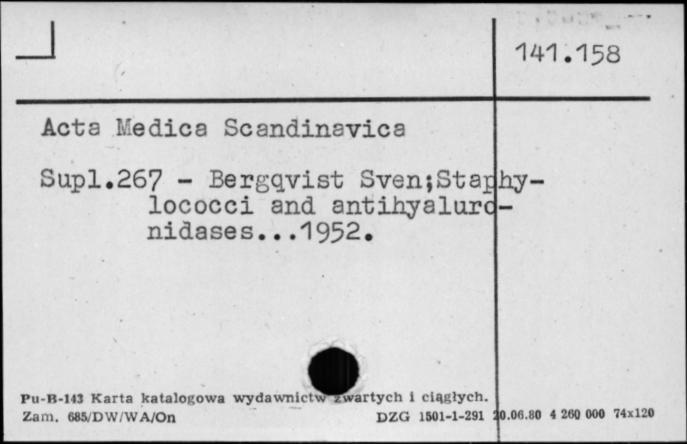 141.158
Acta Medica Scandinavica
Supl.267 - Bergqvist Sven;Staphy-
lococci and antihyaluro-
nidases...1952.
Pu-B-143 Karta katalogowa wydawnictw zwartych i ciągłych.
Zam. 685/DW/WA/On DZG 1501-1-291 20.06.80 4 260 000 74x120